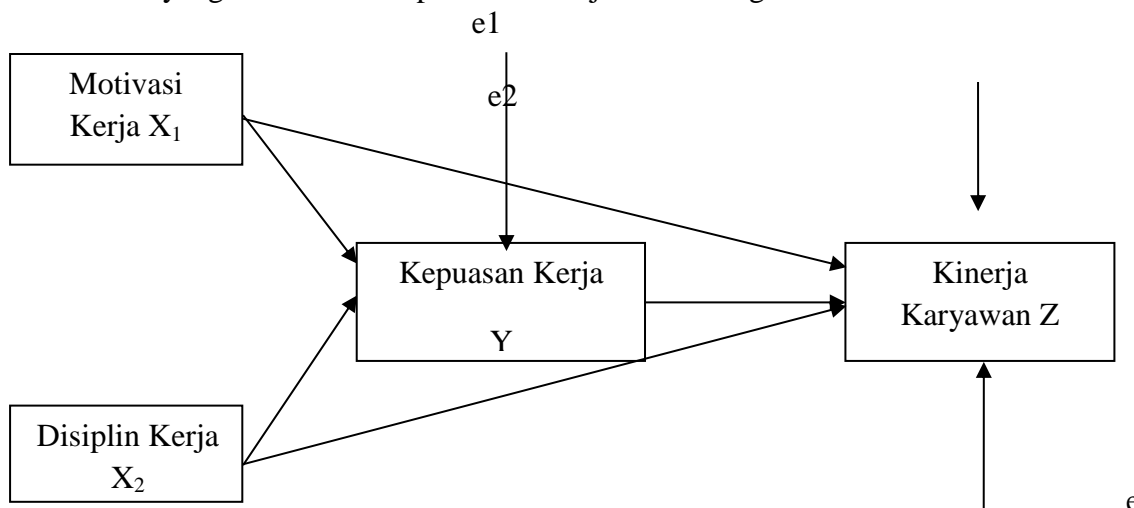 e1
Motivasi
Kerja X₁
e2
Kepuasan Kerja
Y
Kinerja
Karyawan Z
Disiplin Kerja
X₂
e